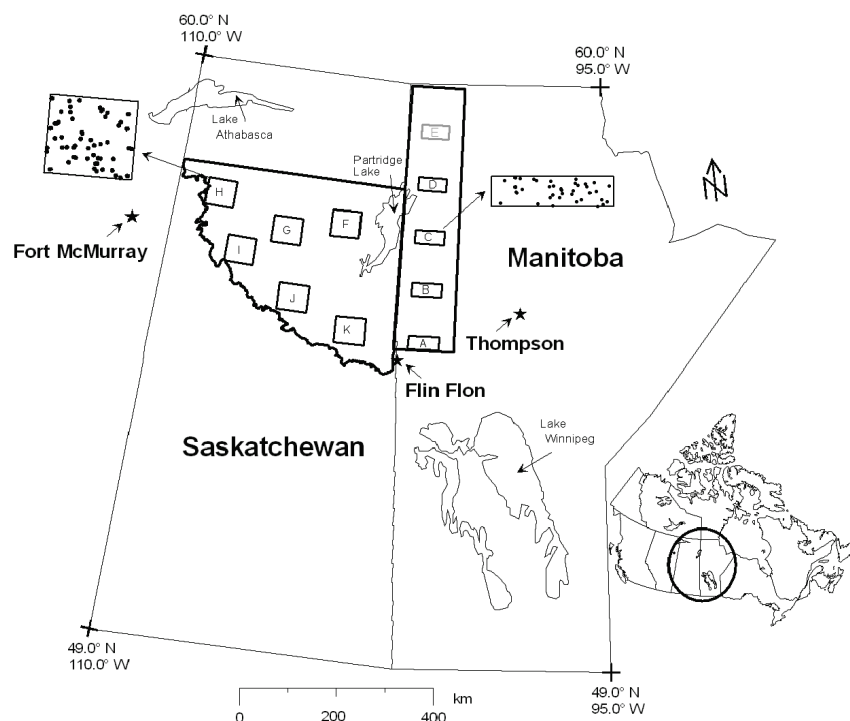 60.0° N
110.0° W
60.0° N
95.0° W
Lake
Athabasca
E
Partridge
Lake
D
H
N
Fort McMurray
G
F
C
Manitoba
I
J
B
K
A
Thompson
Flin Flon
Saskatchewan
Lake
Winnipeg
49.0° N
110.0° W
49.0° N
95.0° W
km
0
200
400